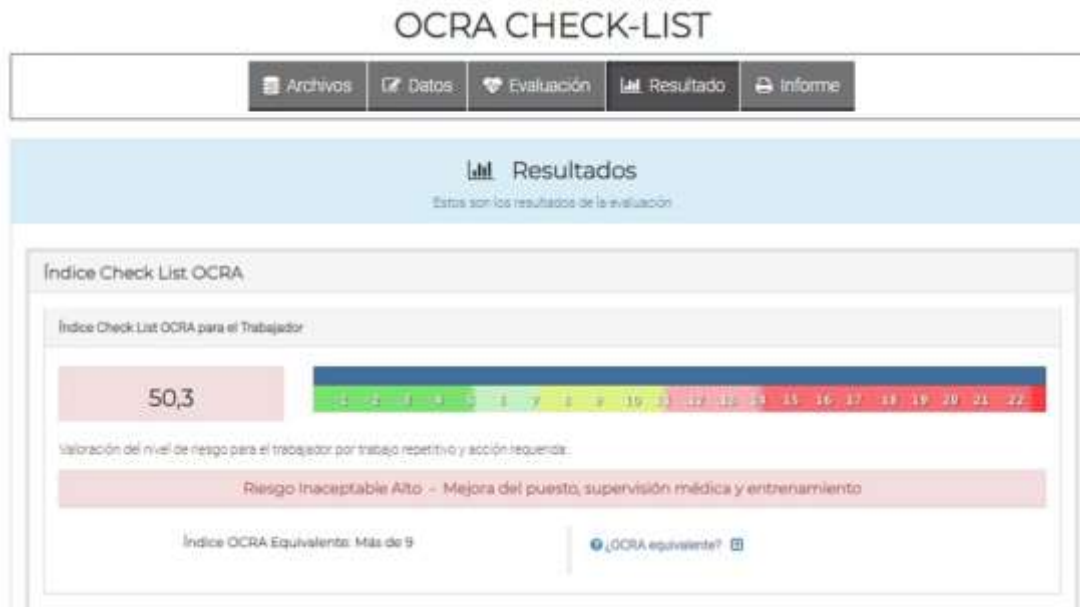 OCRA CHECK-LIST
Archivos Datos Evaluación Resultado Informe
Resultados
Estos son los resultados de la evaluación
Índice Check List OCRA
Índice Check List OCRA para el Trabajador
50,3
1 2 3 4 5 6 7 8 9 10 11 12 13 14 15 16 17 18 19 20 21 22
Valoración del nivel de riesgo para el trabajador por trabajo repetitivo y acción requerida.
Riesgo Inaceptable Alto - Mejora del puesto, supervisión médica y entrenamiento
Índice OCRA Equivalente: Más de 9
¿OCRA equivalente?